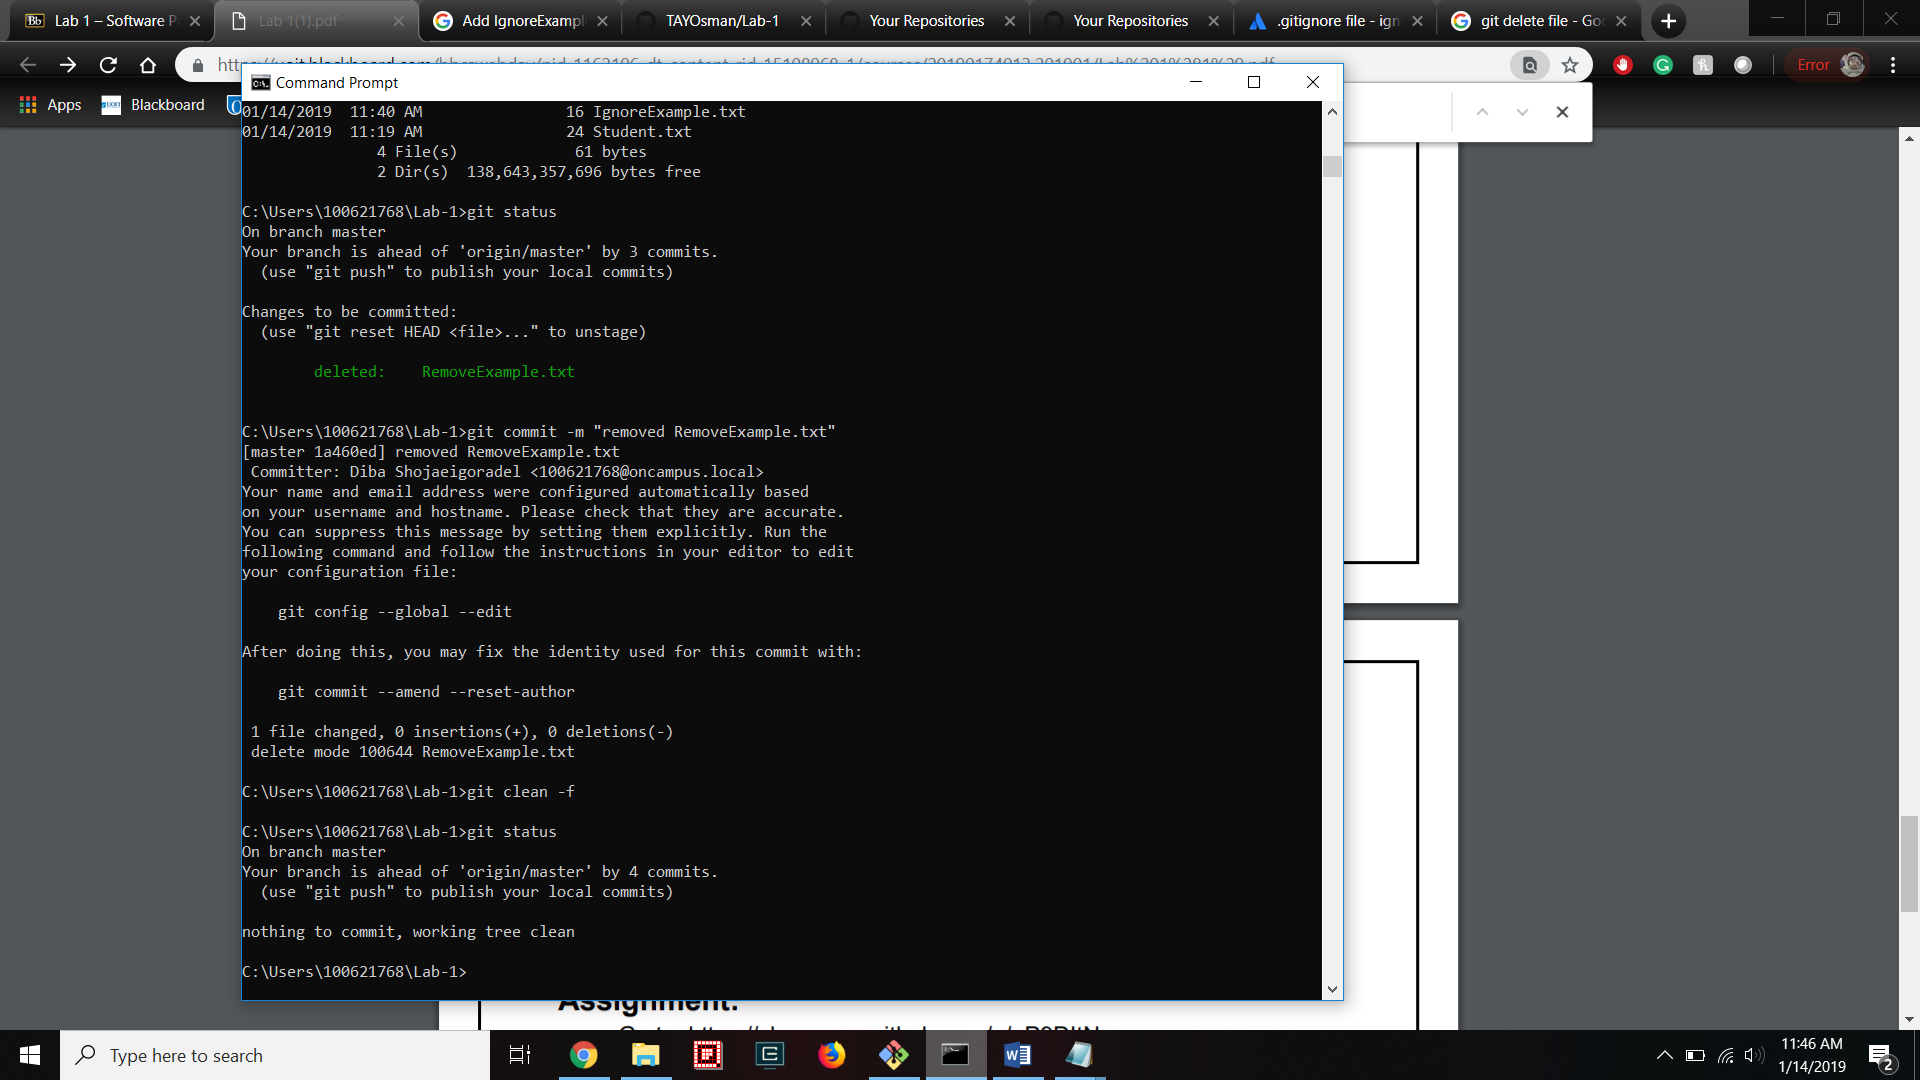 Lab 1 – Software P
Lab 1(1).pdf
Add IgnoreExampl
TAYOsman/Lab-1
Your Repositories
Your Repositories
.gitignore file - ign
git delete file - Goo
Error
Apps
Blackboard
Command Prompt
01/14/2019  11:40 AM                16 IgnoreExample.txt
01/14/2019  11:19 AM                24 Student.txt
               4 File(s)             61 bytes
               2 Dir(s)  138,643,357,696 bytes free
C:\Users\100621768\Lab-1>git status
On branch master
Your branch is ahead of 'origin/master' by 3 commits.
  (use "git push" to publish your local commits)
Changes to be committed:
  (use "git reset HEAD <file>..." to unstage)
        deleted:    RemoveExample.txt
C:\Users\100621768\Lab-1>git commit -m "removed RemoveExample.txt"
[master 1a460ed] removed RemoveExample.txt
 Committer: Diba Shojaeigoradel <100621768@oncampus.local>
Your name and email address were configured automatically based
on your username and hostname. Please check that they are accurate.
You can suppress this message by setting them explicitly. Run the
following command and follow the instructions in your editor to edit
your configuration file:
    git config --global --edit
After doing this, you may fix the identity used for this commit with:
    git commit --amend --reset-author
 1 file changed, 0 insertions(+), 0 deletions(-)
 delete mode 100644 RemoveExample.txt
C:\Users\100621768\Lab-1>git clean -f
C:\Users\100621768\Lab-1>git status
On branch master
Your branch is ahead of 'origin/master' by 4 commits.
  (use "git push" to publish your local commits)
nothing to commit, working tree clean
C:\Users\100621768\Lab-1>
Assignment:
Type here to search
11:46 AM
1/14/2019
2